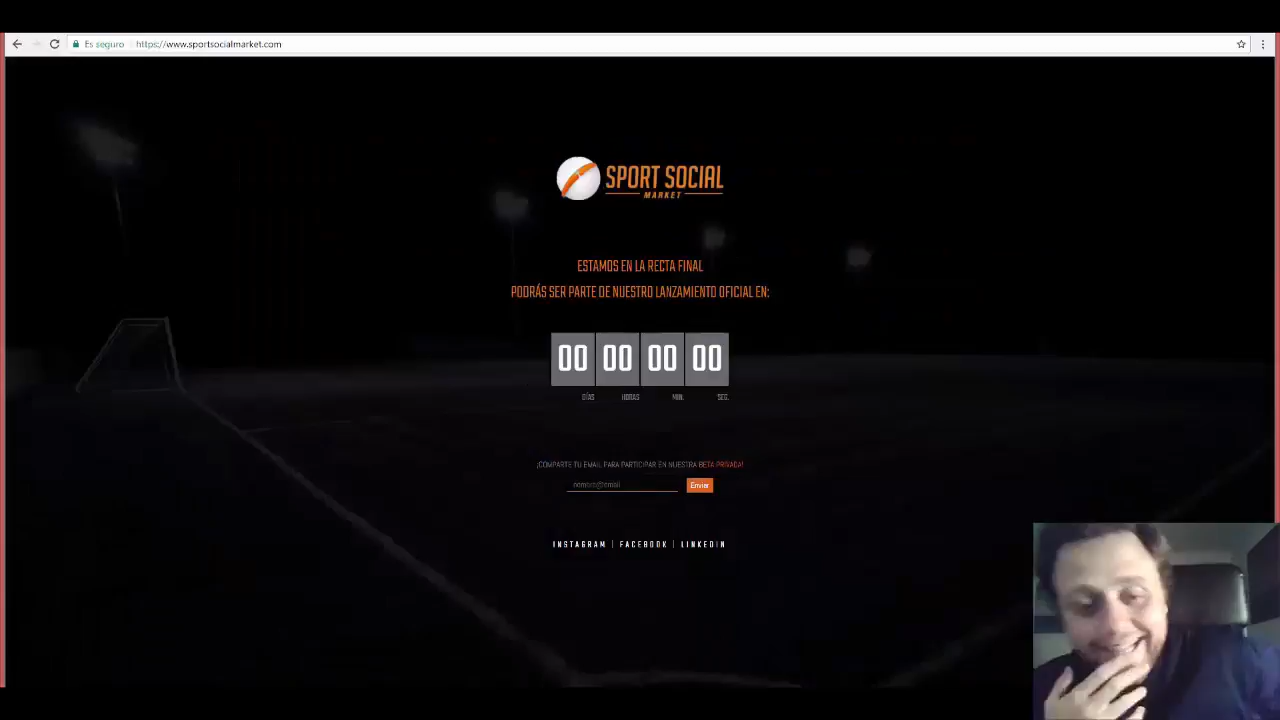 Es seguro
https://www.sportsocialmarket.com
SPORT SOCIAL
MARKET
ESTAMOS EN LA RECTA FINAL
PODRÁS SER PARTE DE NUESTRO LANZAMIENTO OFICIAL EN:
00 00 00 00
DÍAS HORAS MIN. SEG.
¡COMPARTE TU EMAIL PARA PARTICIPAR EN NUESTRA BETA PRIVADA!
nombre@email Enviar
INSTAGRAM | FACEBOOK | LINKEDIN